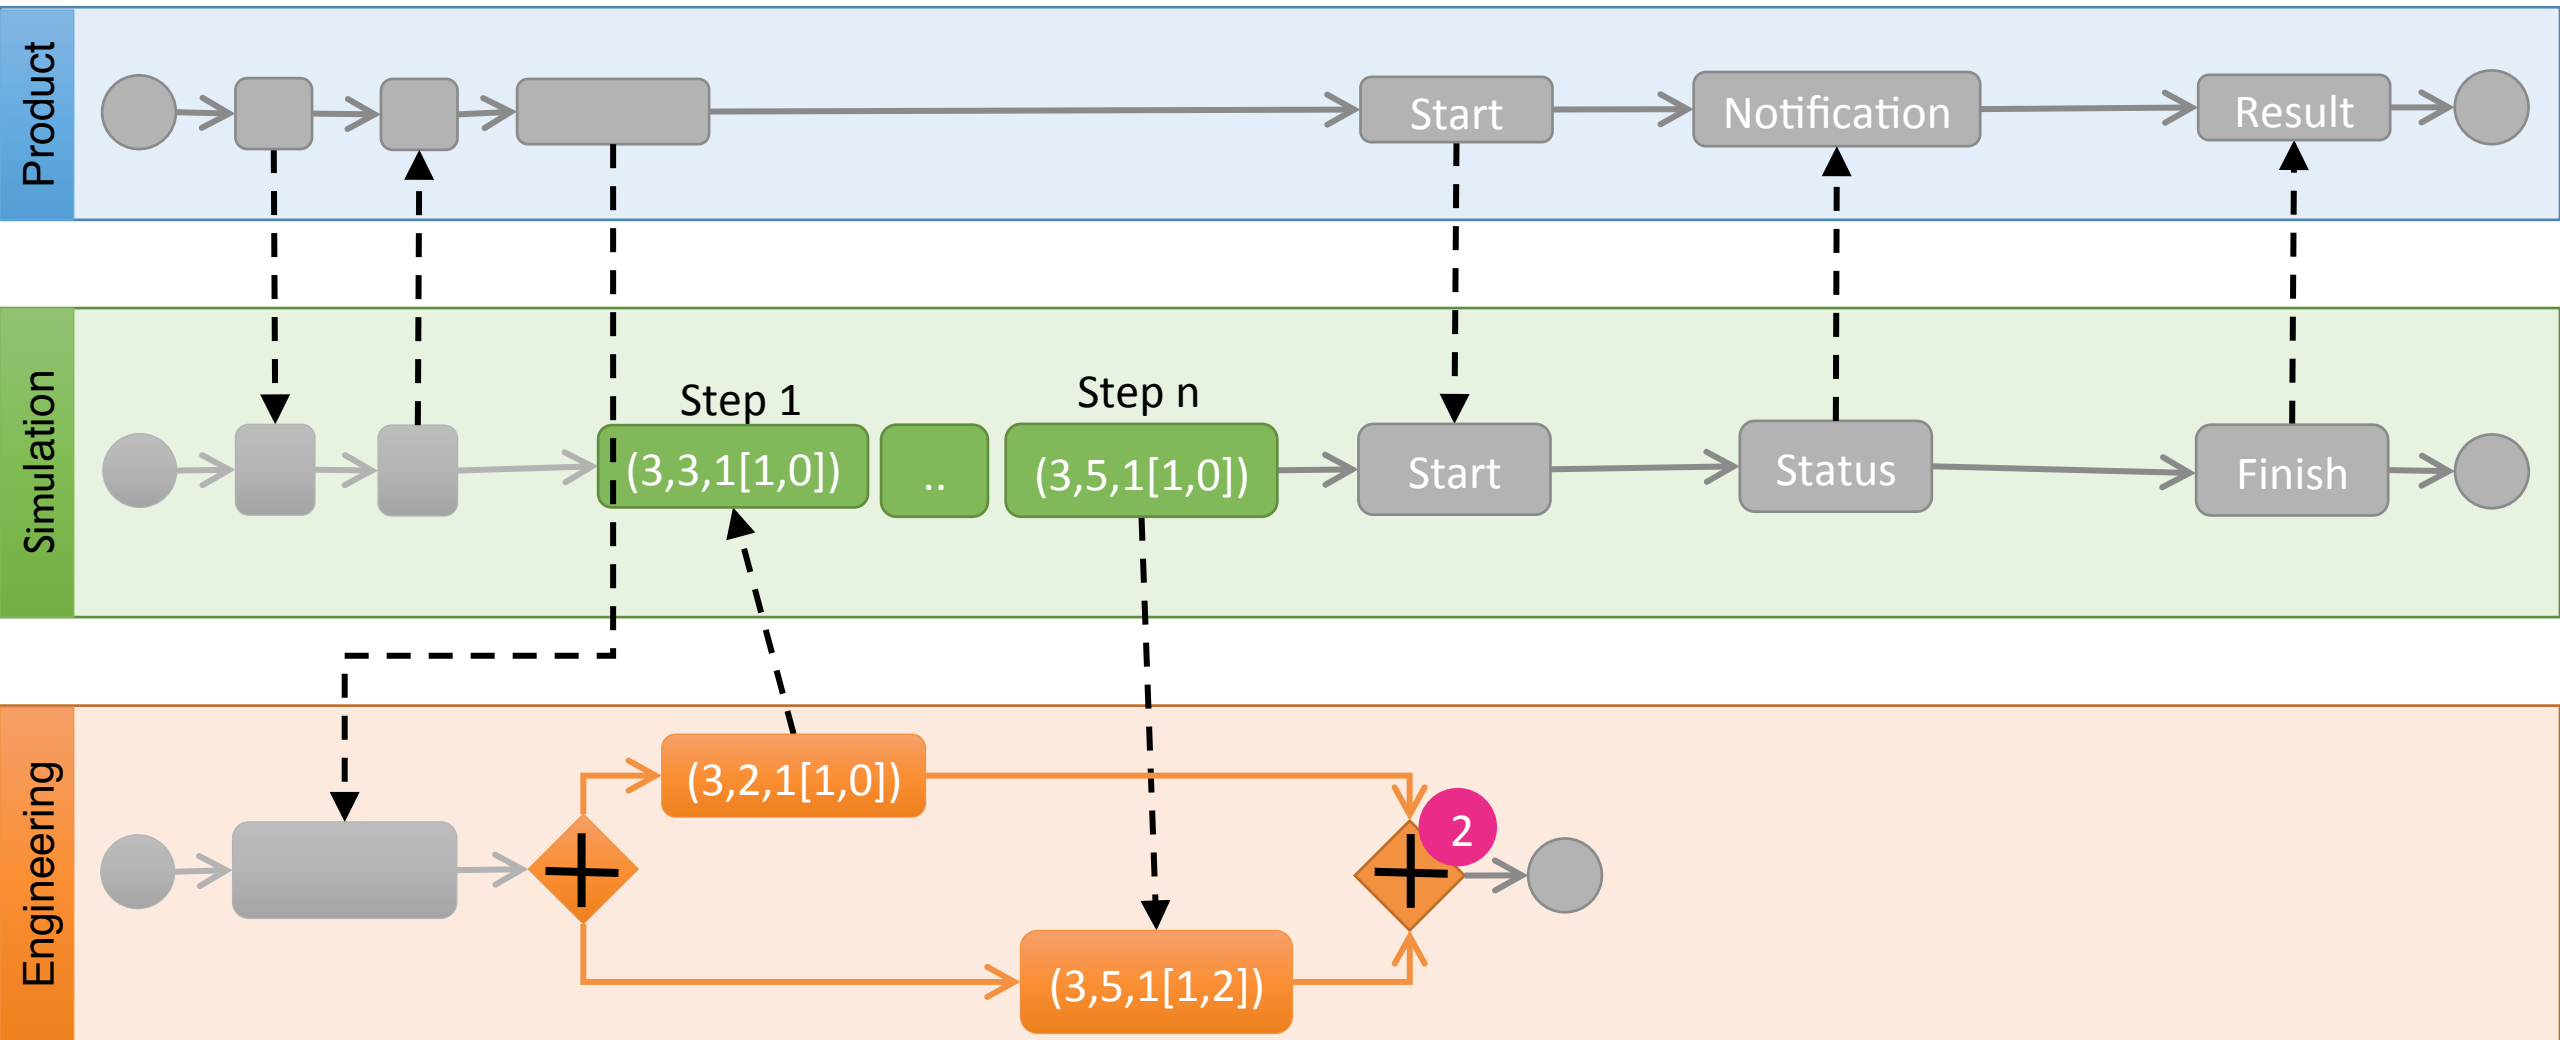 Product
Start
Notification
Result
Simulation
Step 1
Step n
(3,3,1[1,0])
..
(3,5,1[1,0])
Start
Status
Finish
Engineering
(3,2,1[1,0])
2
(3,5,1[1,2])